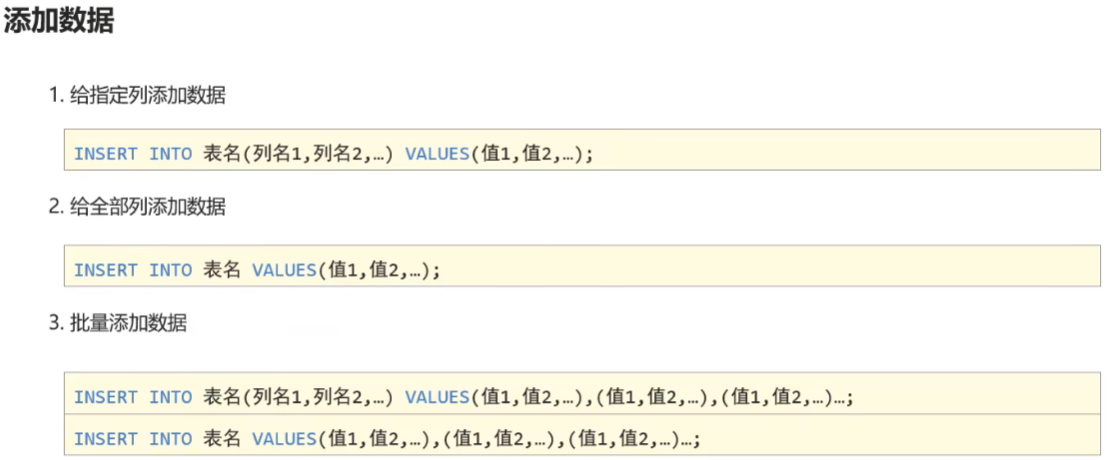 添加数据
1. 给指定列添加数据
INSERT INTO 表名(列名1,列名2,…) VALUES(值1,值2,…);
2. 给全部列添加数据
INSERT INTO 表名 VALUES(值1,值2,…);
3. 批量添加数据
INSERT INTO 表名(列名1,列名2,…) VALUES(值1,值2,…),(值1,值2,…),(值1,值2,…)…;
INSERT INTO 表名 VALUES(值1,值2,…),(值1,值2,…),(值1,值2,…)…;